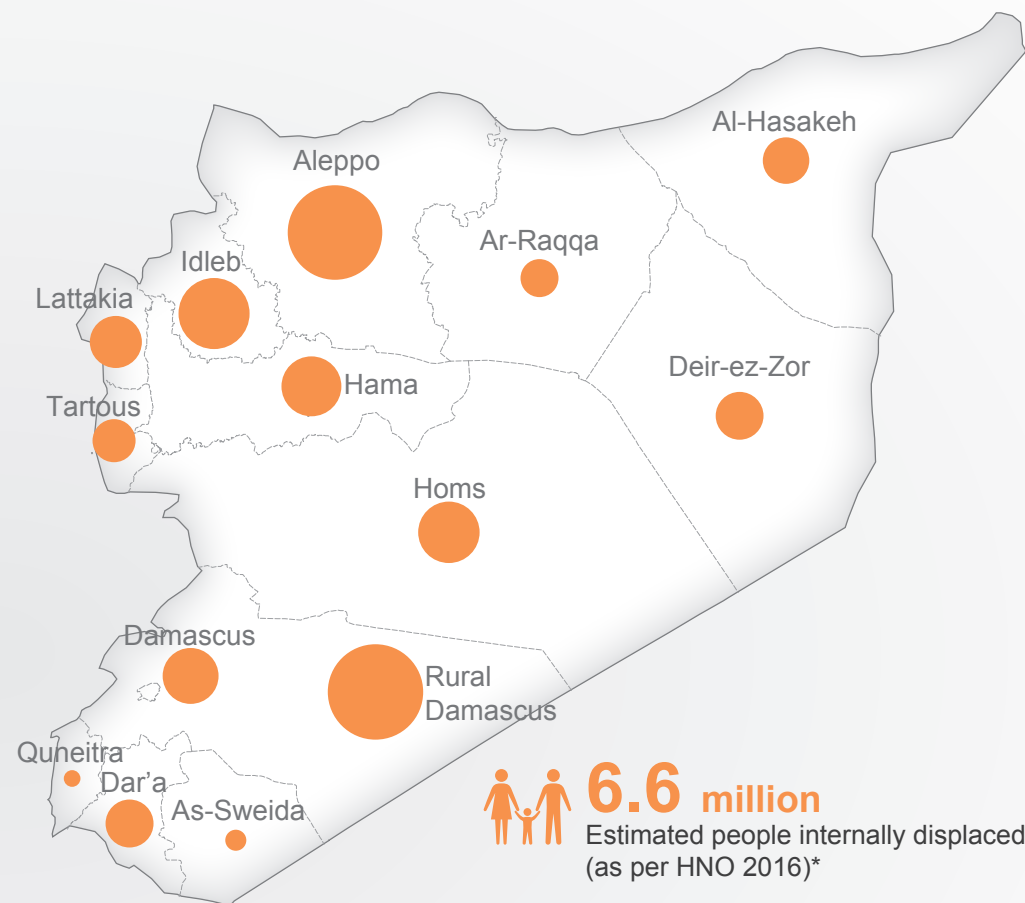 Al-Hasakeh
Aleppo
Ar-Raqqa
Idleb
Lattakia
Deir-ez-Zor
Hama
Tartous
Homs
Damascus
Rural
Damascus
Quneitra
Dar'a
As-Sweida
6.6 million
Estimated people internally displaced
(as per HNO 2016)*